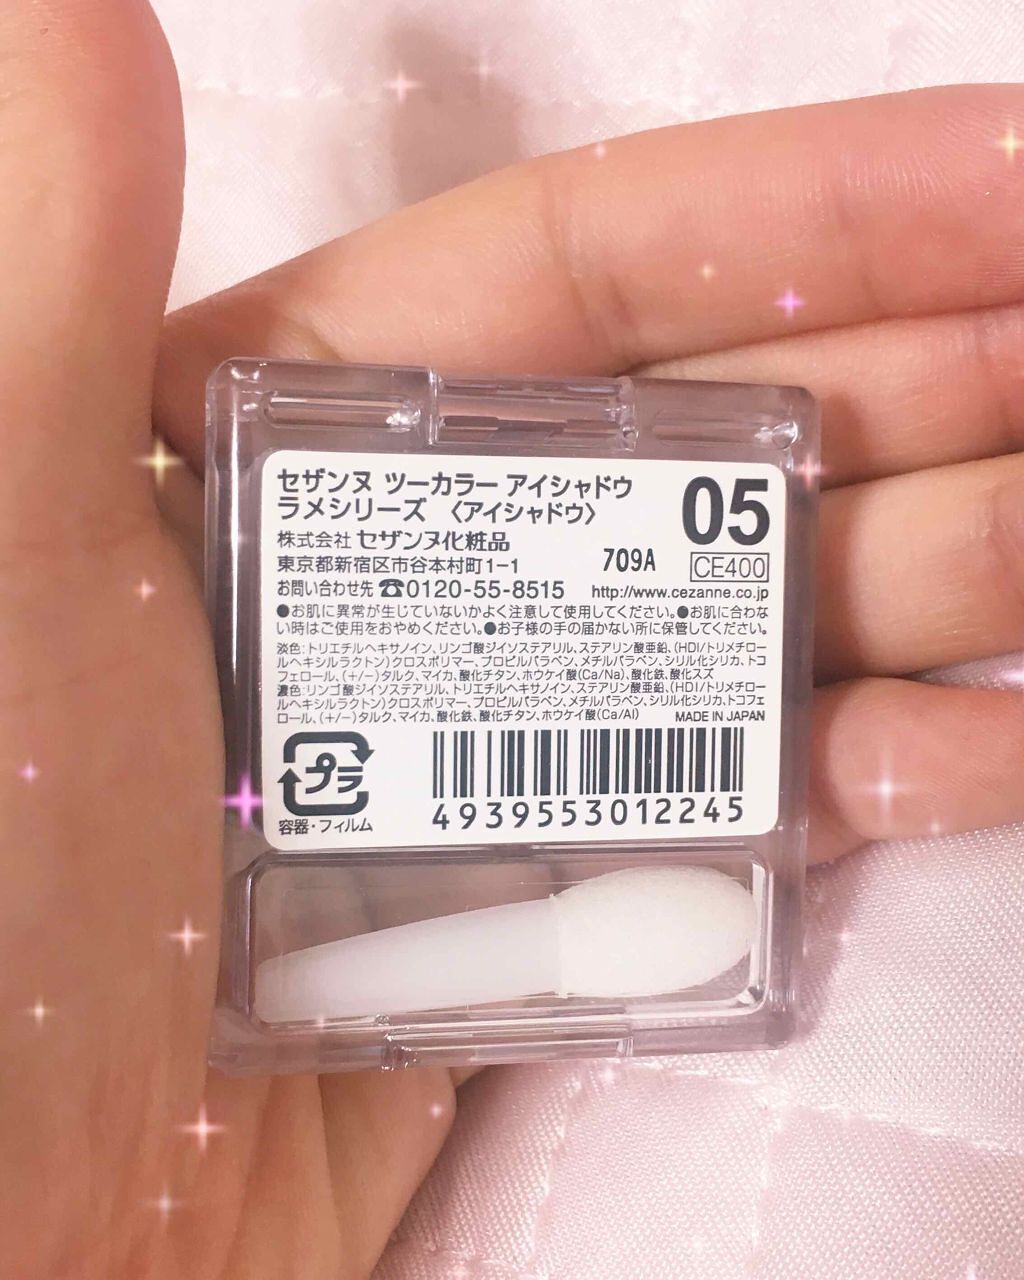 セザンヌ ツーカラー アイシャドウ
ラメシリーズ 〈アイシャドウ〉
05
株式会社 セザンヌ化粧品
東京都新宿区市谷本村町1-1
709A
CE400
お問い合わせ先 ☎0120-55-8515
http://www.cezanne.co.jp
●お肌に異常が生じていないかよく注意して使用してください。●お肌に合わな
い時はご使用をおやめください。●お子様の手の届かない所に保管してください。
淡色:トリエチルヘキサノイン、リンゴ酸ジイソステアリル、ステアリン酸亜鉛、(HDI/トリメチロー
ルヘキシルラクトン)クロスポリマー、プロピルパラベン、メチルパラベン、シリル化シリカ、トコ
フェロール、(+/-)タルク、マイカ、酸化チタン、ホウケイ酸(Ca/Na)、酸化鉄、酸化スズ
濃色:リンゴ酸ジイソステアリル、トリエチルヘキサノイン、ステアリン酸亜鉛、(HDI/トリメチロー
ルヘキシルラクトン)クロスポリマー、プロピルパラベン、メチルパラベン、シリル化シリカ、トコフェ
ロール、(+/-)タルク、マイカ、酸化鉄、酸化チタン、ホウケイ酸(Ca/Al)
MADE IN JAPAN
プラ
容器・フィルム
4939553012245